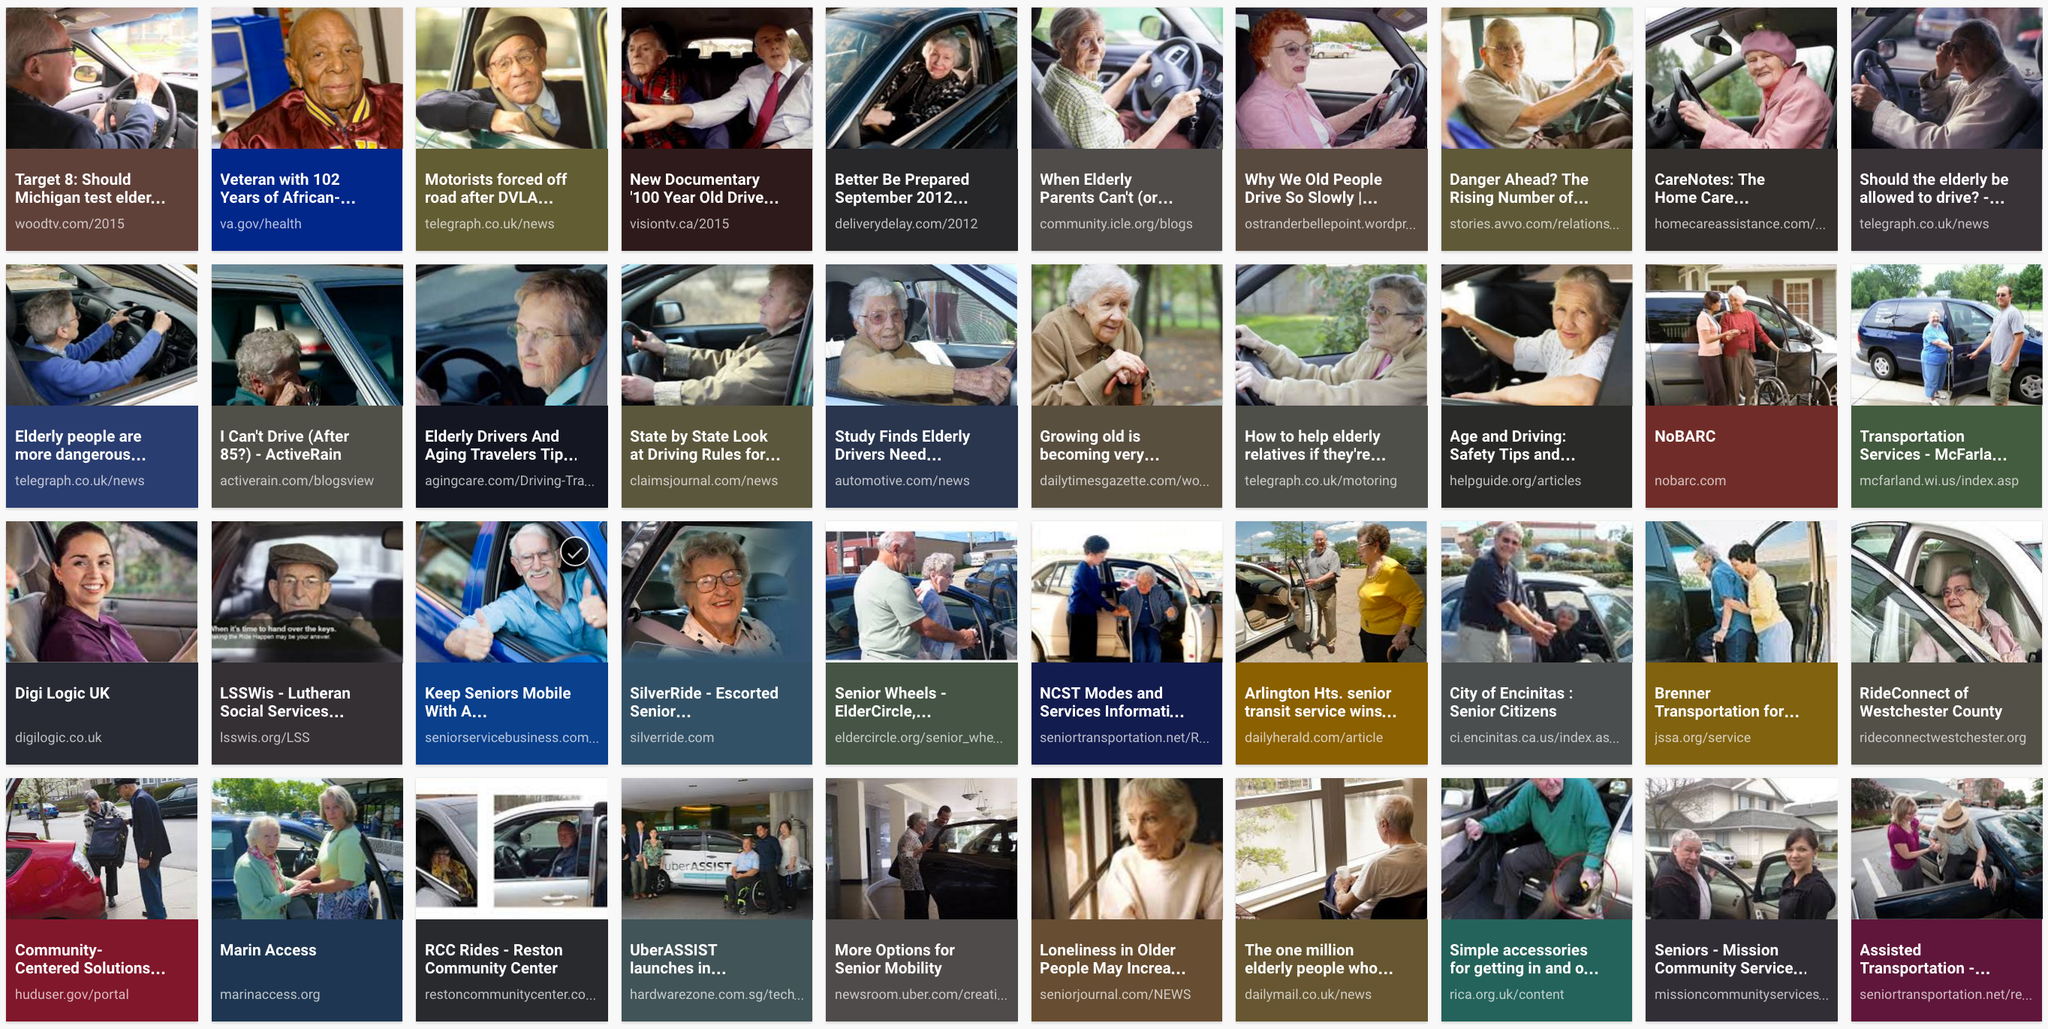 Target 8: Should
Michigan test elder...
woodtv.com/2015
Veteran with 102
Years of African-...
va.gov/health
Motorists forced off
road after DVLA...
telegraph.co.uk/news
New Documentary
'100 Year Old Drive...
visiontv.ca/2015
Better Be Prepared
September 2012...
deliverydelay.com/2012
When Elderly
Parents Can't (or...
community.icle.org/blogs
Why We Old People
Drive So Slowly |...
ostranderbellepoint.wordpr...
Danger Ahead? The
Rising Number of...
stories.avvo.com/relations...
CareNotes: The
Home Care...
homecareassistance.com/...
Should the elderly be
allowed to drive? -...
telegraph.co.uk/news
Elderly people are
more dangerous...
telegraph.co.uk/news
I Can't Drive (After
85?) - ActiveRain
activerain.com/blogsview
Elderly Drivers And
Aging Travelers Tip...
agingcare.com/Driving-Tra...
State by State Look
at Driving Rules for...
claimsjournal.com/news
Study Finds Elderly
Drivers Need...
automotive.com/news
Growing old is
becoming very...
dailytimesgazette.com/wo...
How to help elderly
relatives if they're...
telegraph.co.uk/motoring
Age and Driving:
Safety Tips and...
helpguide.org/articles
NoBARC
nobarc.com
Transportation
Services - McFarla...
mcfarland.wi.us/index.asp
Digi Logic UK
digilogic.co.uk
When it's time to hand over the keys.
Making the Ride Happen may be your answer.
LSSWis - Lutheran
Social Services...
lsswis.org/LSS
Keep Seniors Mobile
With A...
seniorservicebusiness.com...
SilverRide - Escorted
Senior...
silverride.com
Senior Wheels -
ElderCircle,...
eldercircle.org/senior_whe...
NCST Modes and
Services Informati...
seniortransportation.net/R...
Arlington Hts. senior
transit service wins...
dailyherald.com/article
City of Encinitas :
Senior Citizens
ci.encinitas.ca.us/index.as...
Brenner
Transportation for...
jssa.org/service
RideConnect of
Westchester County
rideconnectwestchester.org
Community-
Centered Solutions...
huduser.gov/portal
Marin Access
marinaccess.org
RCC Rides - Reston
Community Center
restoncommunitycenter.co...
uberASSIST
UberASSIST
launches in...
hardwarezone.com.sg/tech...
More Options for
Senior Mobility
newsroom.uber.com/creati...
Loneliness in Older
People May Increa...
seniorjournal.com/NEWS
The one million
elderly people who...
dailymail.co.uk/news
Simple accessories
for getting in and o...
rica.org.uk/content
Seniors - Mission
Community Service...
missioncommunityservices...
Assisted
Transportation -...
seniortransportation.net/re...